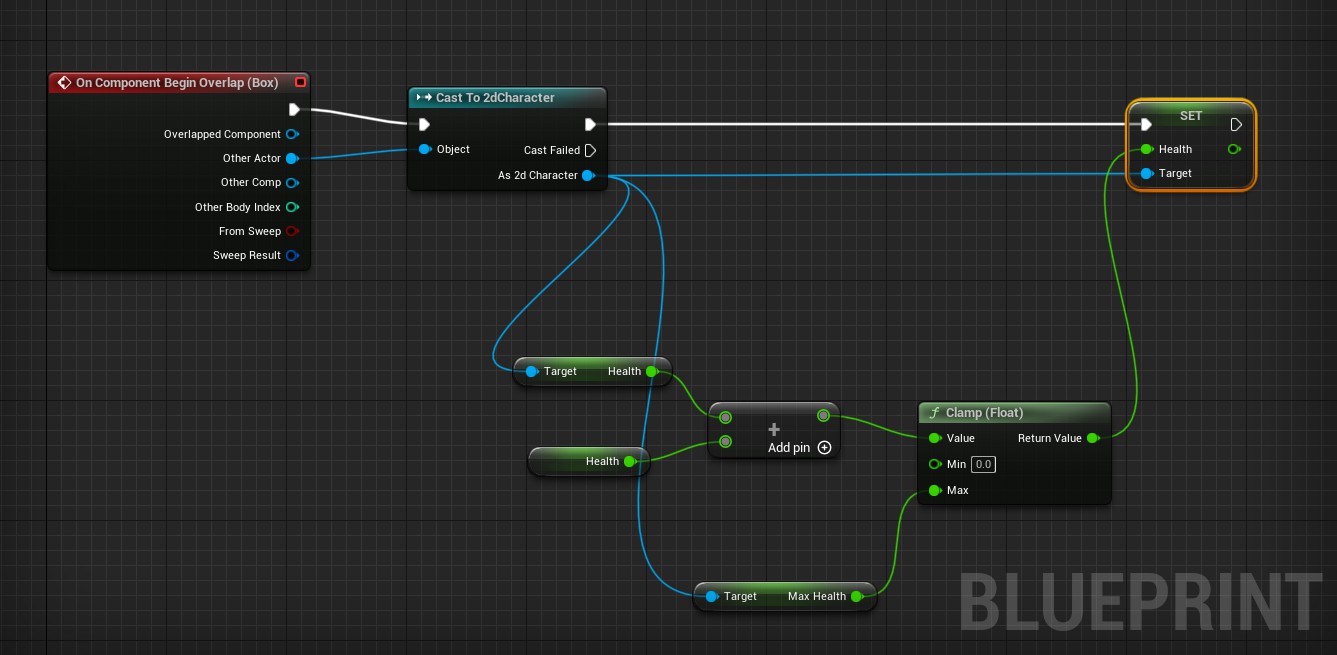 On Component Begin Overlap (Box)
Overlapped Component
Other Actor
Other Comp
Other Body Index
From Sweep
Sweep Result
Cast To 2dCharacter
Object
Cast Failed
As 2d Character
SET
Health
Target
Target Health
Health
Add pin
Clamp (Float)
Value Return Value
Min 0.0
Max
Target Max Health
BLUEPRINT